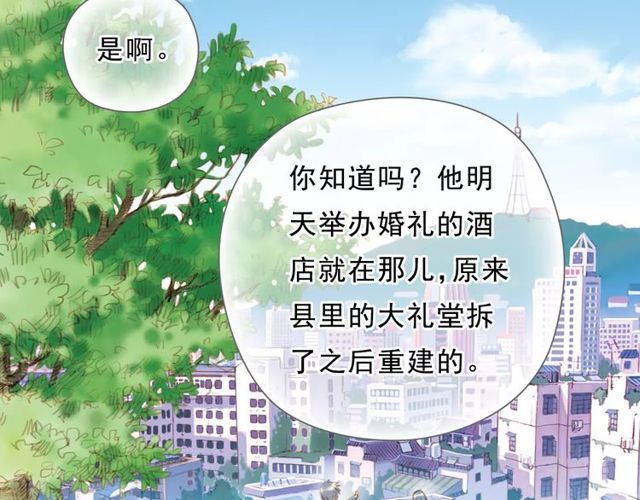 是啊。
你知道吗？他明
天举办婚礼的酒
店就在那儿，原来
县里的大礼堂拆
了之后重建的。